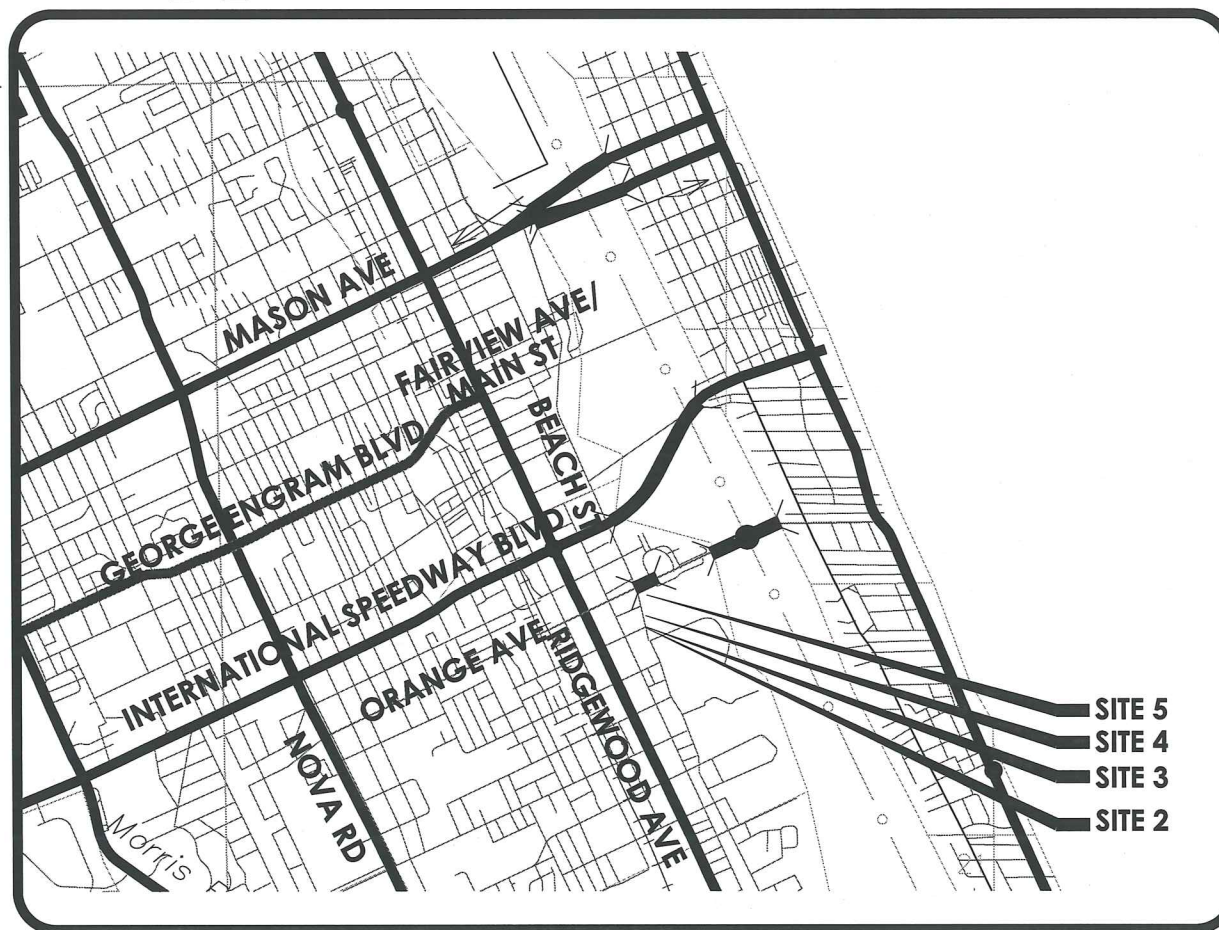 MASON AVE
FAIRVIEW AVE/
MAIN ST
BEACH ST
GEORGE ENGRAM BLVD
INTERNATIONAL SPEEDWAY BLVD
ORANGE AVE
RIDGEWOOD AVE
NOVA RD
Morris
SITE 5
SITE 4
SITE 3
SITE 2